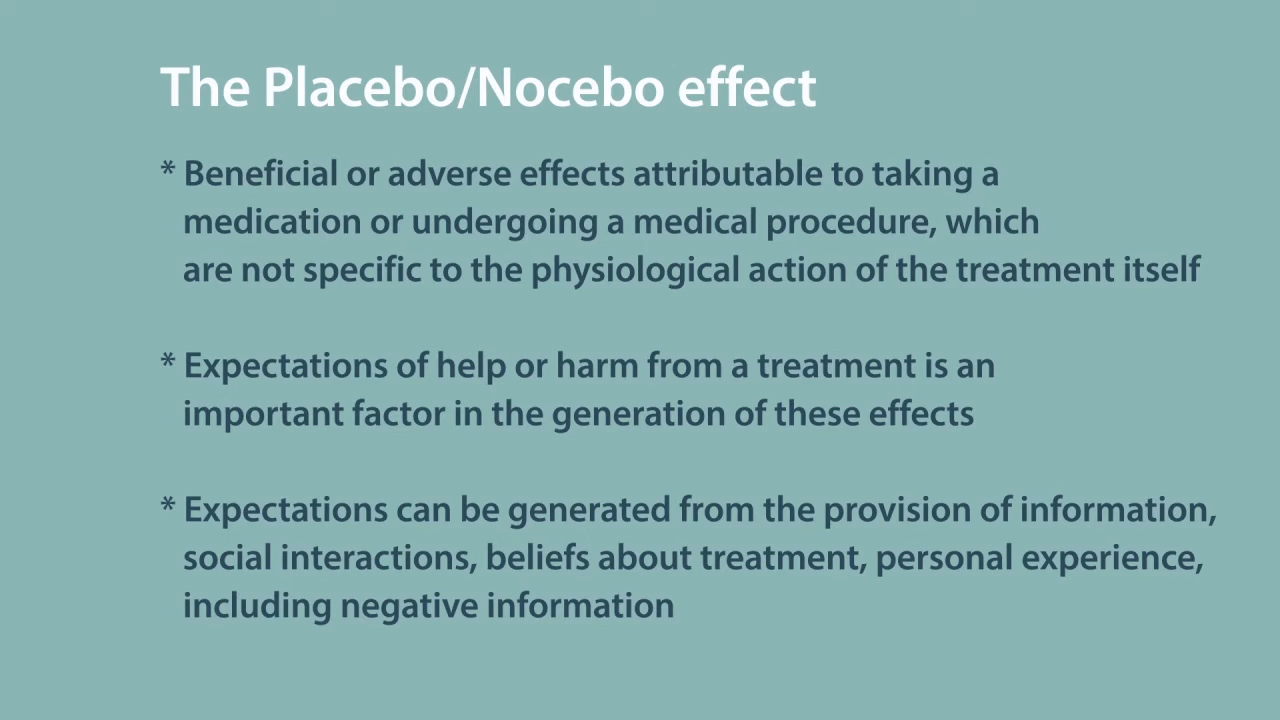 The Placebo/Nocebo effect
* Beneficial or adverse effects attributable to taking a
medication or undergoing a medical procedure, which
are not specific to the physiological action of the treatment itself
* Expectations of help or harm from a treatment is an
important factor in the generation of these effects
* Expectations can be generated from the provision of information,
social interactions, beliefs about treatment, personal experience,
including negative information